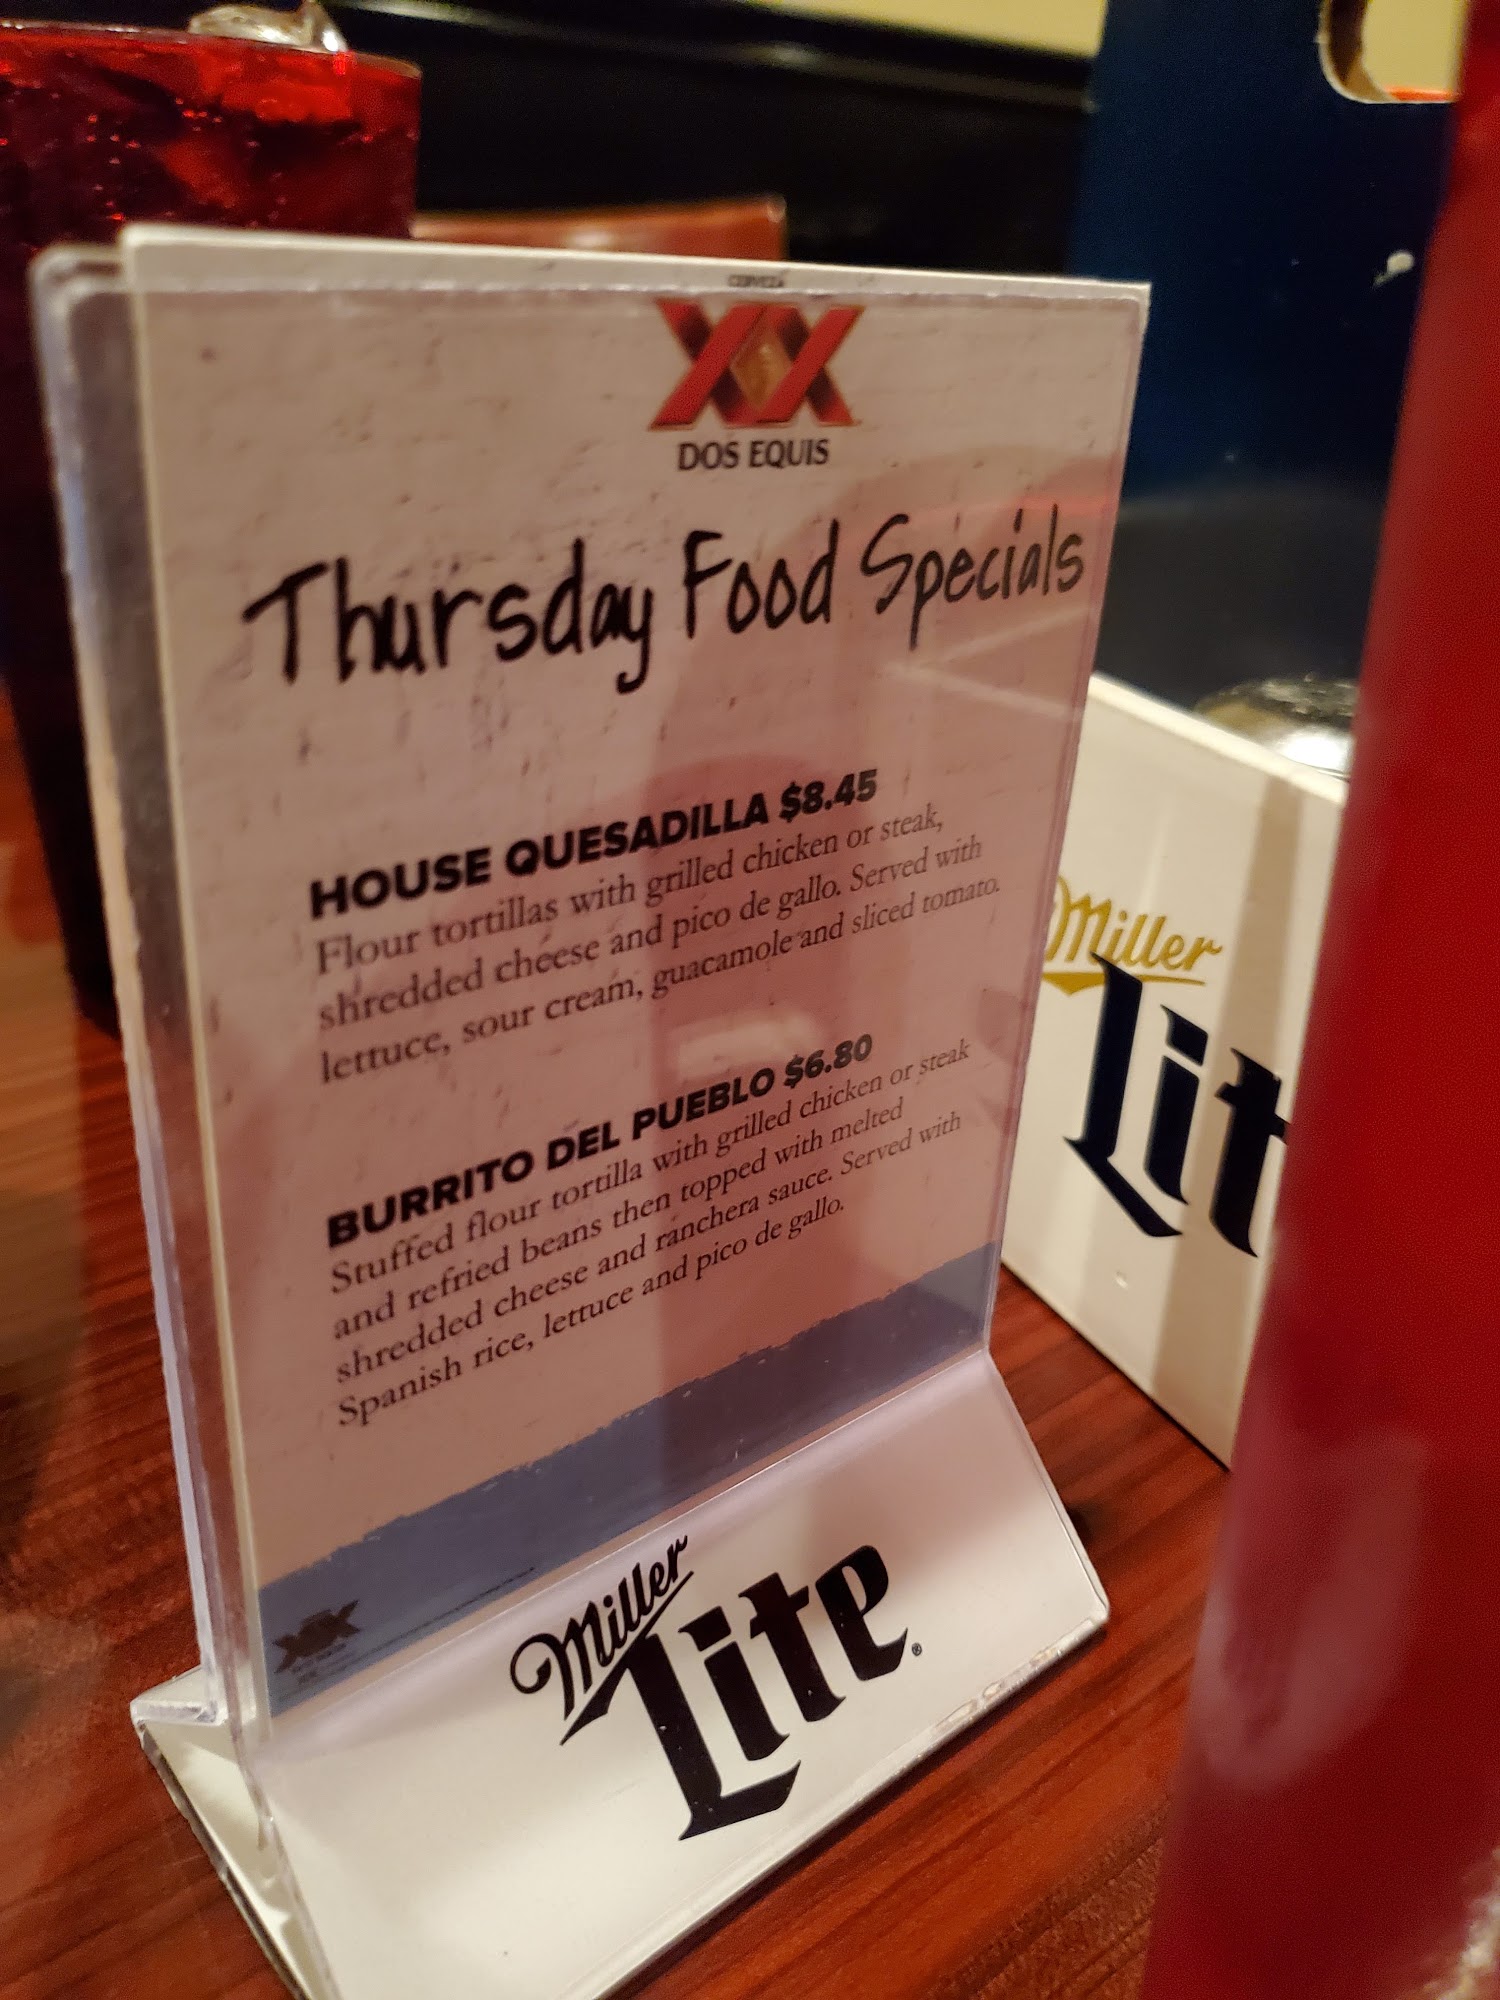 CERVEZA
XX
DOS EQUIS
Thursday Food Specials
HOUSE QUESADILLA $8.45
Flour tortillas with grilled chicken or steak,
shredded cheese and pico de gallo. Served with
lettuce, sour cream, guacamole and sliced tomato.
BURRITO DEL PUEBLO $6.80
Stuffed flour tortilla with grilled chicken or steak
and refried beans then topped with melted
shredded cheese and ranchera sauce. Served with
Spanish rice, lettuce and pico de gallo.
XX
Miller
Lite®
Miller
Lit